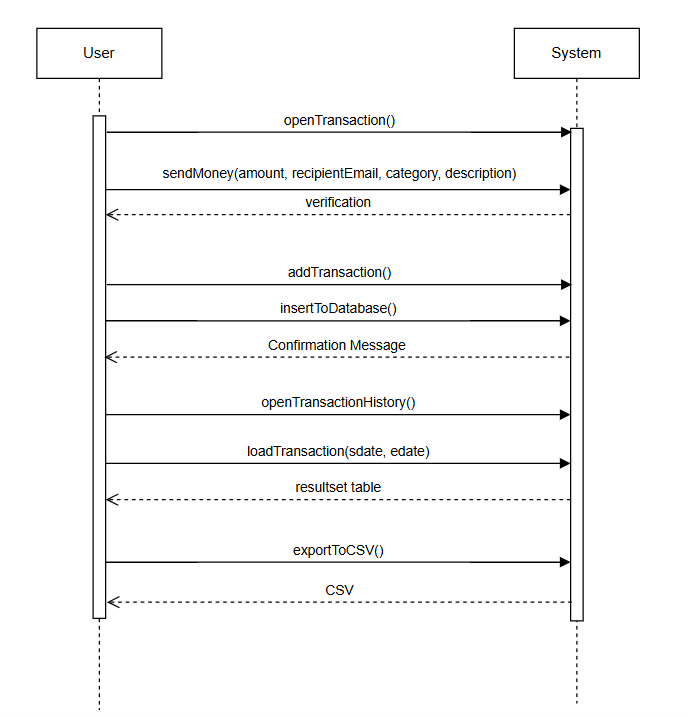 User
System
openTransaction()
sendMoney(amount, recipientEmail, category, description)
verification
addTransaction()
insertToDatabase()
Confirmation Message
openTransactionHistory()
loadTransaction(sdate, edate)
resultset table
exportToCSV()
CSV